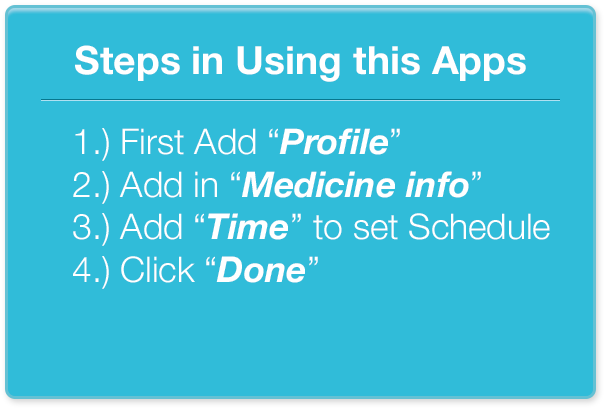 Steps in Using this Apps
1.) First Add “Profile”
2.) Add in “Medicine info”
3.) Add “Time” to set Schedule
4.) Click “Done”